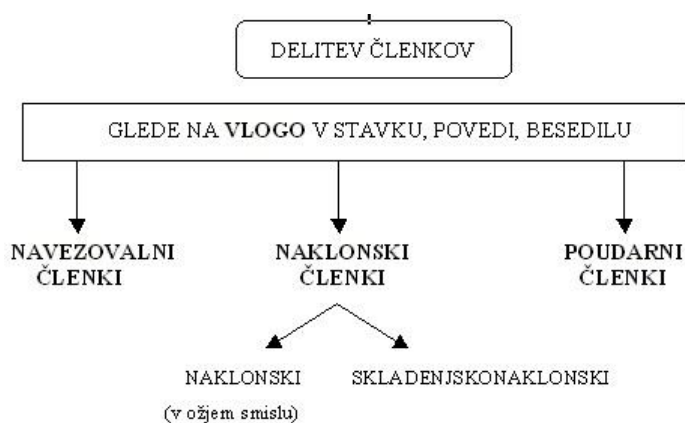 DELITEV ČLENKOV
GLEDE NA VLOGO V STAVKU, POVEDI, BESEDILU
NAVEZOVALNI
ČLENKI
NAKLONSKI
ČLENKI
POUDARNI
ČLENKI
NAKLONSKI
(v ožjem smislu)
SKLADENJSKONAKLONSKI